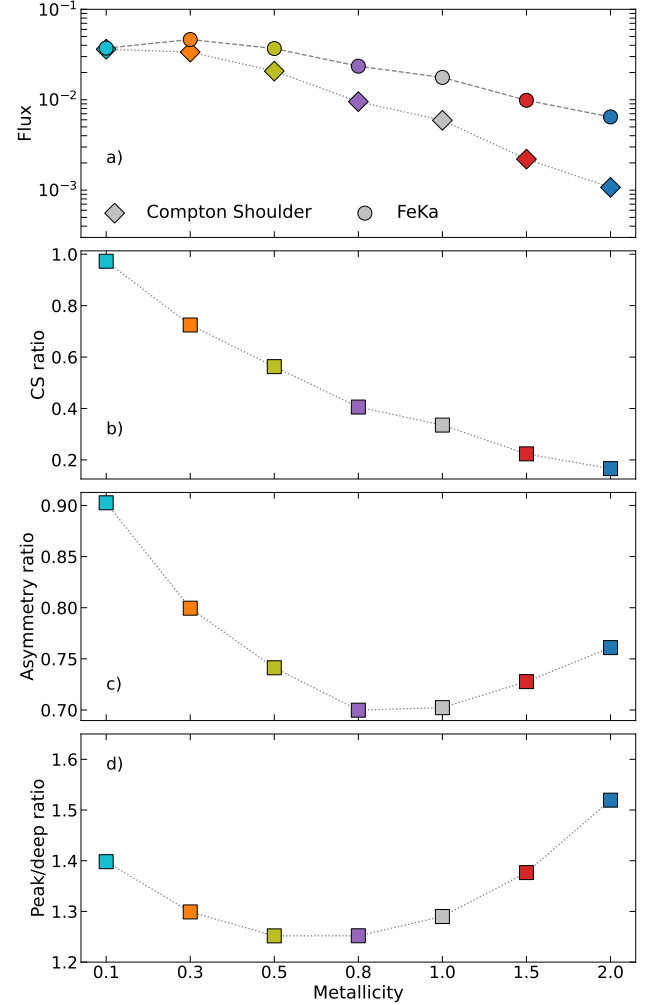 10⁻¹
10⁻²
10⁻³
Flux
a)
Compton Shoulder
FeKa
1.0
0.8
0.6
0.4
0.2
CS ratio
b)
0.90
0.85
0.80
0.75
0.70
Asymmetry ratio
c)
1.6
1.5
1.4
1.3
1.2
Peak/deep ratio
d)
0.1 0.3 0.5 0.8 1.0 1.5 2.0
Metallicity